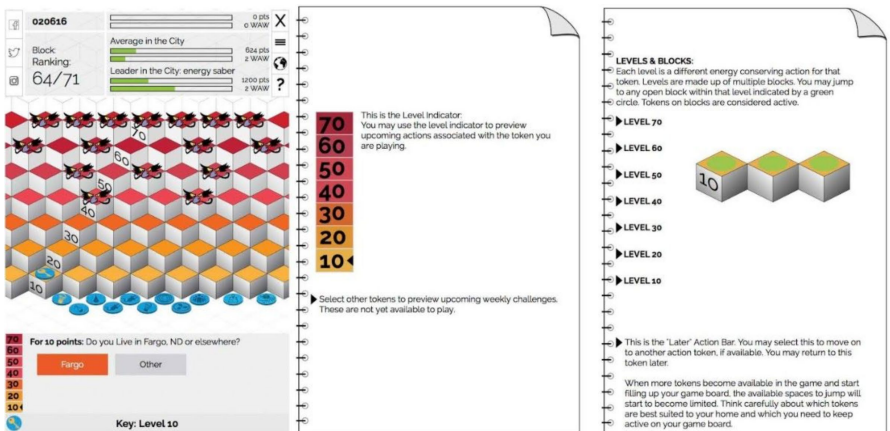 020616
0 pts
0 WAW
X
Block
Ranking:
64/71
Average in the City
624 pts
2 WAW
Leader in the City: energy saber
1200 pts
2 WAW
?
70
60
50
40
30
20
10
70
60
50
40
30
20
10
For 10 points: Do you Live in Fargo, ND or elsewhere?
Fargo
Other
Key: Level 10
70
60
50
40
30
20
10
This is the Level Indicator:
You may use the level indicator to preview
upcoming actions associated with the token you
are playing.
Select other tokens to preview upcoming weekly challenges.
These are not yet available to play.
LEVELS & BLOCKS:
Each level is a different energy conserving action for that
token. Levels are made up of multiple blocks. You may jump
to any open block within that level indicated by a green
circle. Tokens on blocks are considered active.
LEVEL 70
LEVEL 60
LEVEL 50
LEVEL 40
LEVEL 30
LEVEL 20
LEVEL 10
10
This is the "Later" Action Bar. You may select this to move on
to another action token, if available. You may return to this
token later.
When more tokens become available in the game and start
filling up your game board, the available spaces to jump will
start to become limited. Think carefully about which tokens
are best suited to your home and which you need to keep
active on your game board.